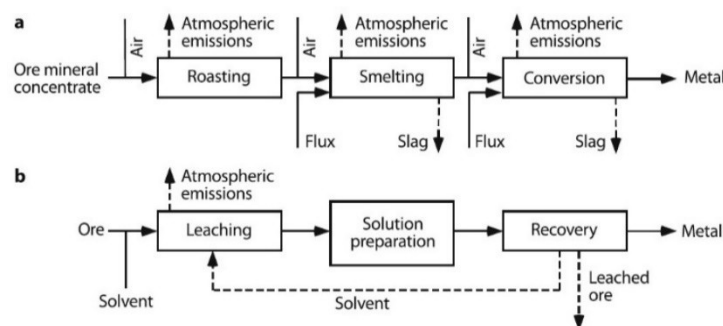 a
Air
Atmospheric
emissions
Air
Atmospheric
emissions
Air
Atmospheric
emissions
Ore mineral
concentrate
Roasting
Smelting
Conversion
Metal
Flux
Slag
Flux
Slag
b
Atmospheric
emissions
Ore
Leaching
Solution
preparation
Recovery
Metal
Solvent
Solvent
Leached
ore